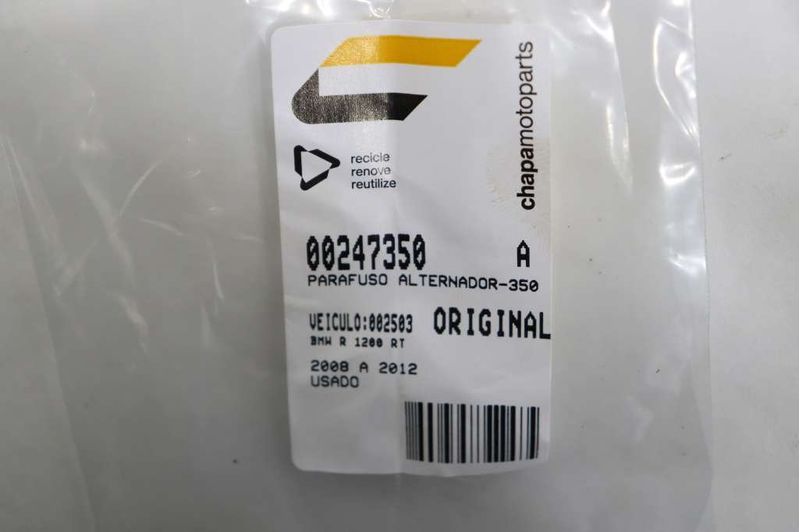 chapamotoparts
recicle
renove
reutilize
00247350 A
PARAFUSO ALTERNADOR-350
VEICULO:002503 ORIGINAL
BMW R 1200 RT
2008 A 2012
USADO